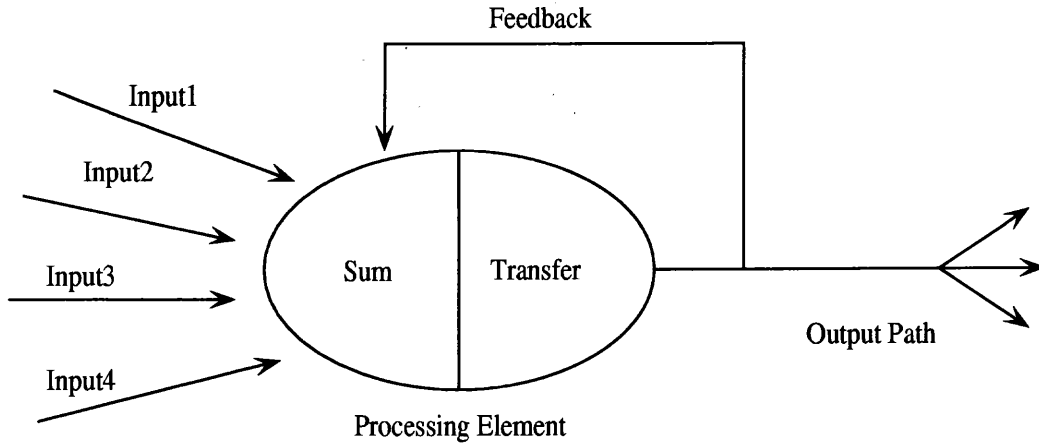 Feedback
Input1
Input2
Input3
Input4
Sum
Transfer
Output Path
Processing Element